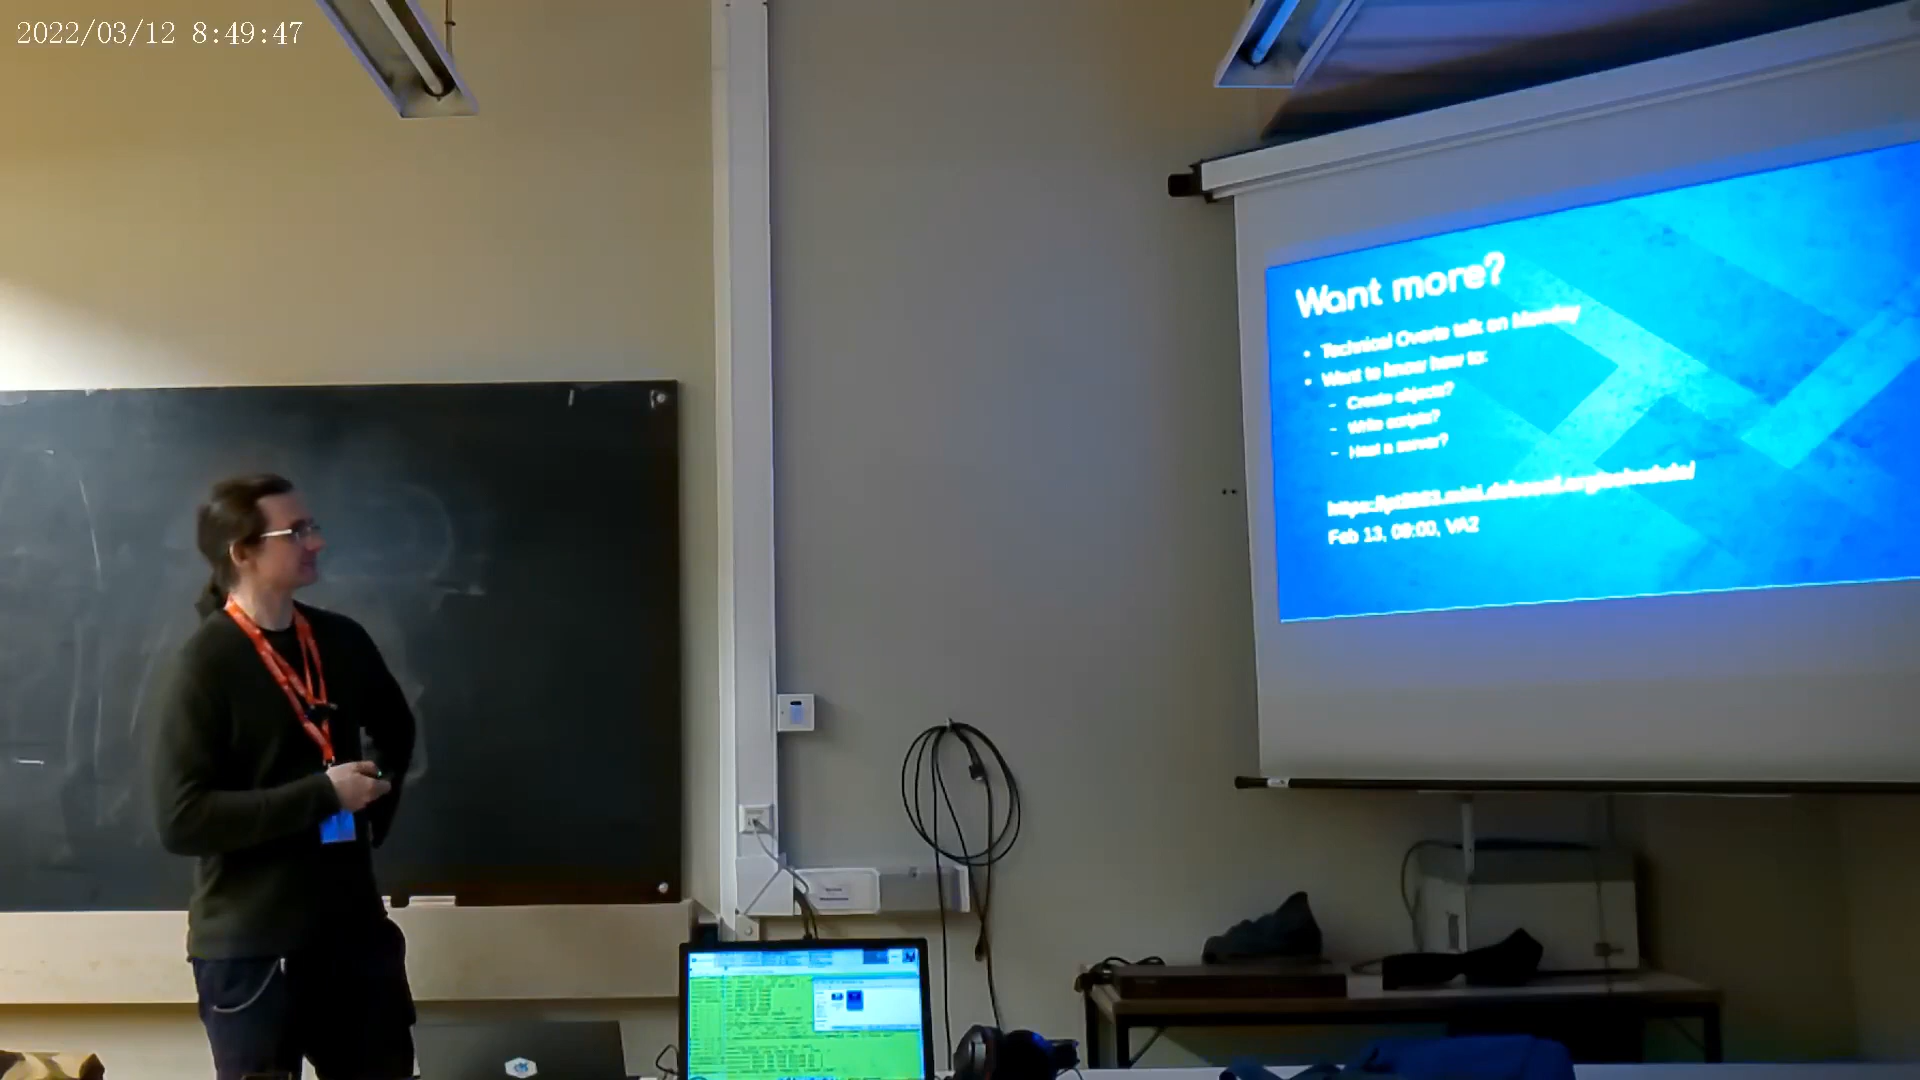 2022/03/12 8:49:47
Want more?
• Technical Overte talk on Monday
• Want to know how to:
– Create objects?
– Write scripts?
– Host a server?
Feb 13, 09:00, VA2